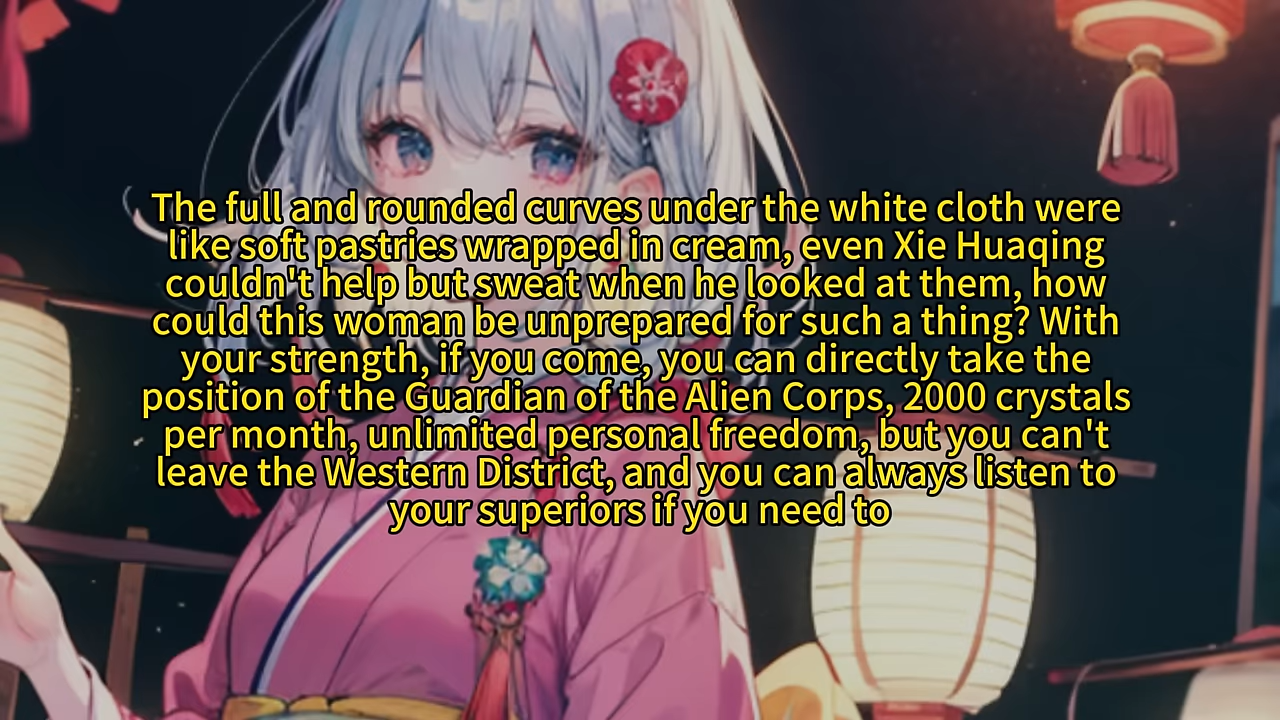 The full and rounded curves under the white cloth were
like soft pastries wrapped in cream, even Xie Huaqing
couldn't help but sweat when he looked at them, how
could this woman be unprepared for such a thing? With
your strength, if you come, you can directly take the
position of the Guardian of the Alien Corps, 2000 crystals
per month, unlimited personal freedom, but you can't
leave the Western District, and you can always listen to
your superiors if you need to